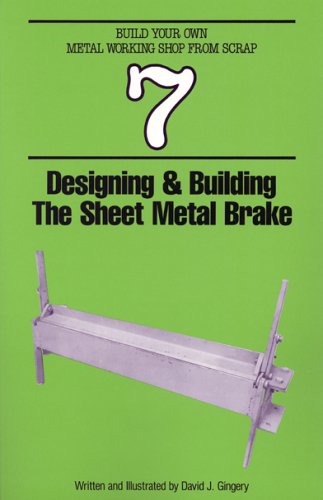 BUILD YOUR OWN
METAL WORKING SHOP FROM SCRAP
7
Designing & Building
The Sheet Metal Brake
Written and Illustrated by David J. Gingery